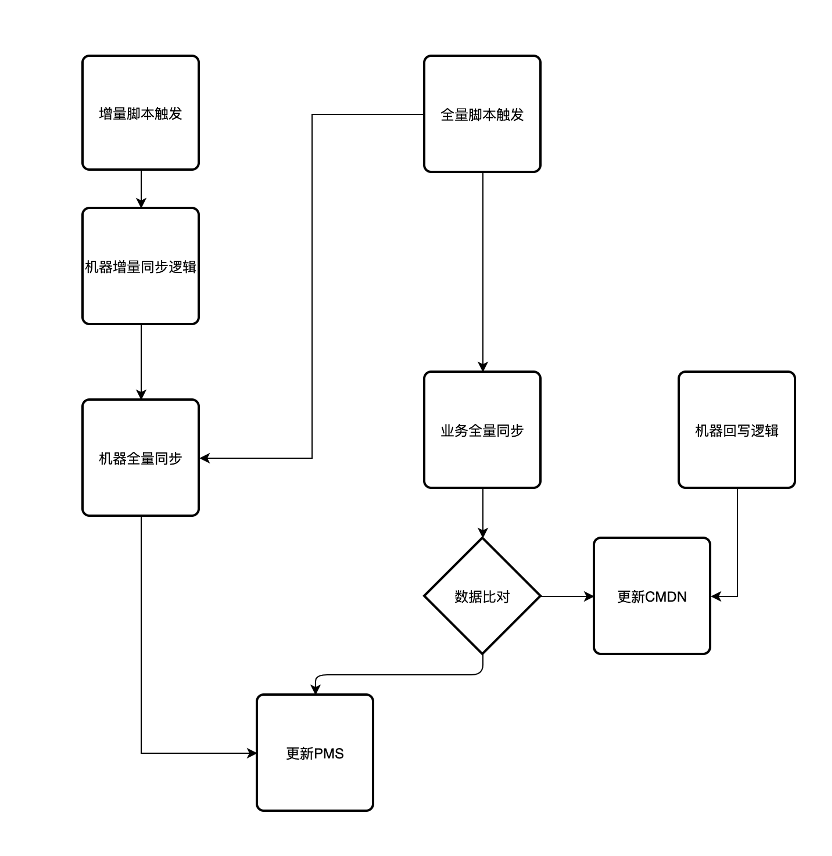 增量脚本触发
全量脚本触发
机器增量同步逻辑
机器全量同步
业务全量同步
机器回写逻辑
数据比对
更新CMDN
更新PMS